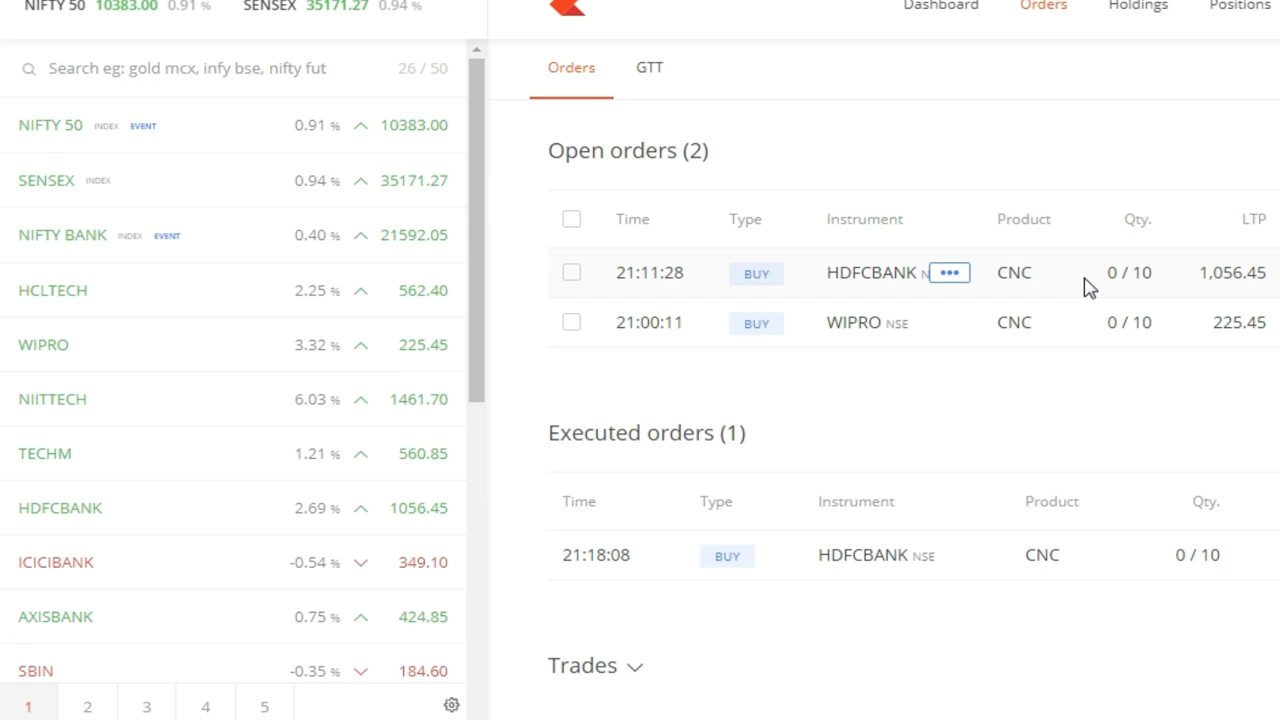 NIFTY 50 10383.00 0.91 % SENSEX 35171.27 0.94 %
Dashboard Orders Holdings Positions
Search eg: gold mcx, infy bse, nifty fut 26 / 50
NIFTY 50 INDEX EVENT 0.91 % 10383.00
SENSEX INDEX 0.94 % 35171.27
NIFTY BANK INDEX EVENT 0.40 % 21592.05
HCLTECH 2.25 % 562.40
WIPRO 3.32 % 225.45
NIITTECH 6.03 % 1461.70
TECHM 1.21 % 560.85
HDFCBANK 2.69 % 1056.45
ICICIBANK -0.54 % 349.10
AXISBANK 0.75 % 424.85
SBIN -0.35 % 184.60
1 2 3 4 5
Orders GTT
Open orders (2)
Time Type Instrument Product Qty. LTP
21:11:28 BUY HDFCBANK N ••• CNC 0 / 10 1,056.45
21:00:11 BUY WIPRO NSE CNC 0 / 10 225.45
Executed orders (1)
Time Type Instrument Product Qty.
21:18:08 BUY HDFCBANK NSE CNC 0 / 10
Trades